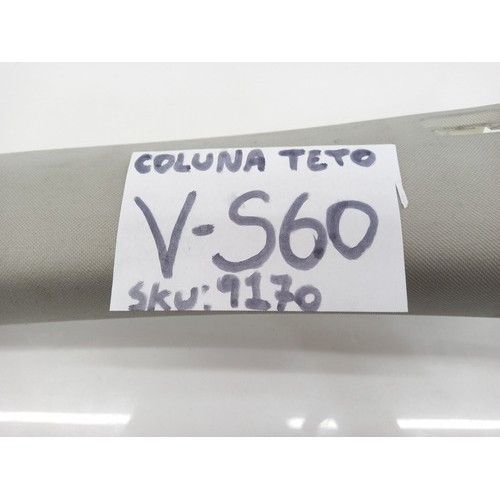 COLUNA TETO
V-S60
SKU: 9170